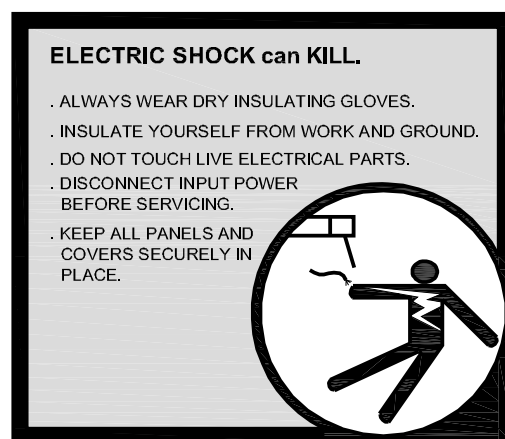 ELECTRIC SHOCK can KILL.
. ALWAYS WEAR DRY INSULATING GLOVES.
. INSULATE YOURSELF FROM WORK AND GROUND.
. DO NOT TOUCH LIVE ELECTRICAL PARTS.
. DISCONNECT INPUT POWER
BEFORE SERVICING.
. KEEP ALL PANELS AND
COVERS SECURELY IN
PLACE.